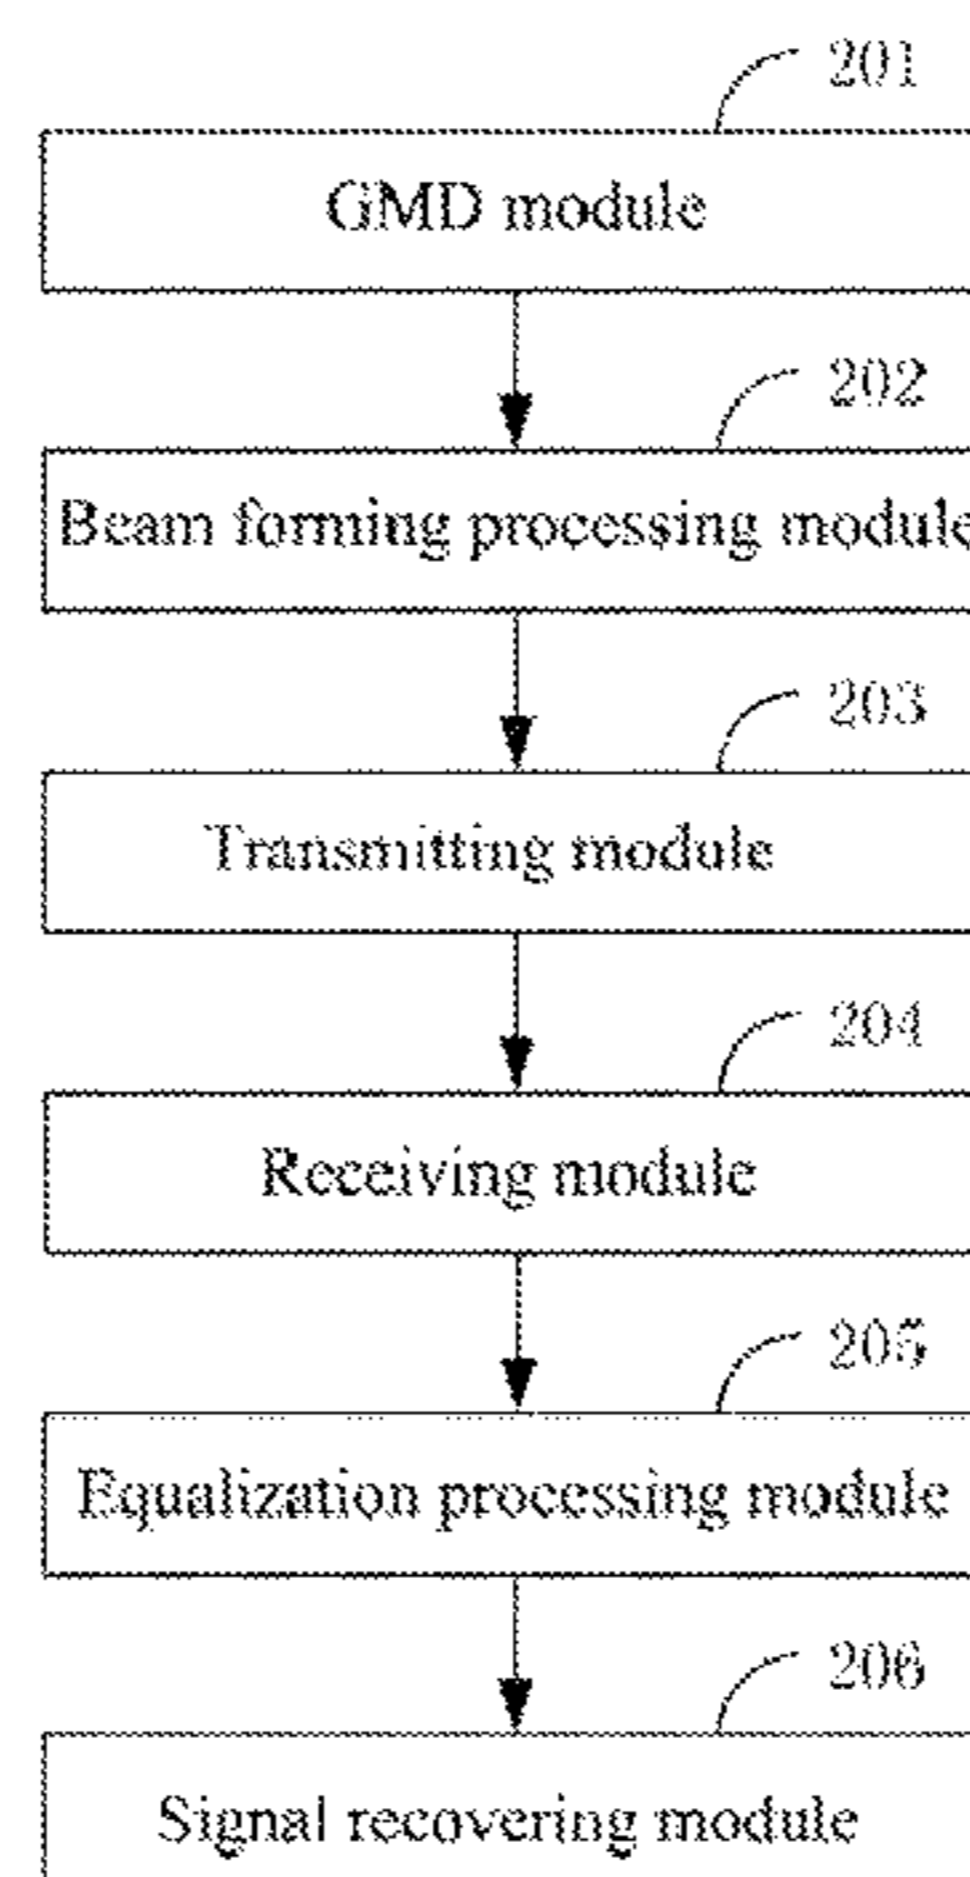 201
GMD module
202
Beam forming processing module
203
Transmitting module
204
Receiving module
205
Equalization processing module
206
Signal recovering module